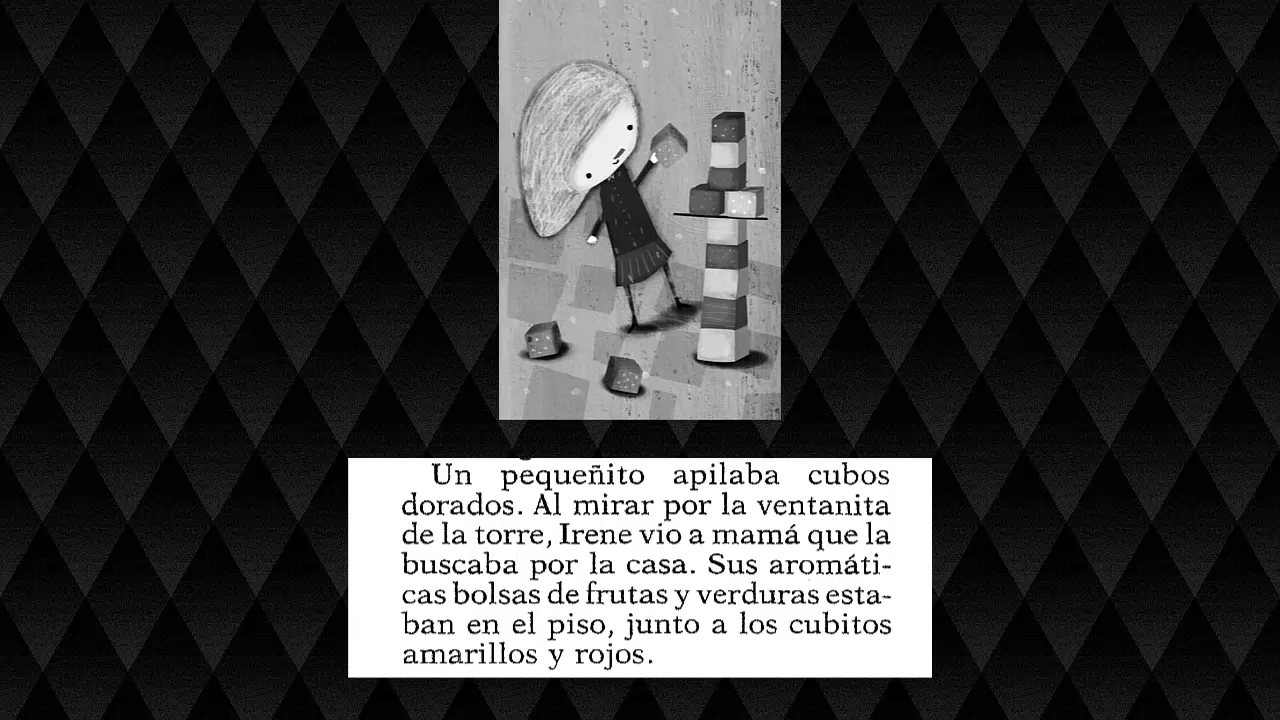 Un pequeñito apilaba cubos
dorados. Al mirar por la ventanita
de la torre, Irene vio a mamá que la
buscaba por la casa. Sus aromáti-
cas bolsas de frutas y verduras esta-
ban en el piso, junto a los cubitos
amarillos y rojos.